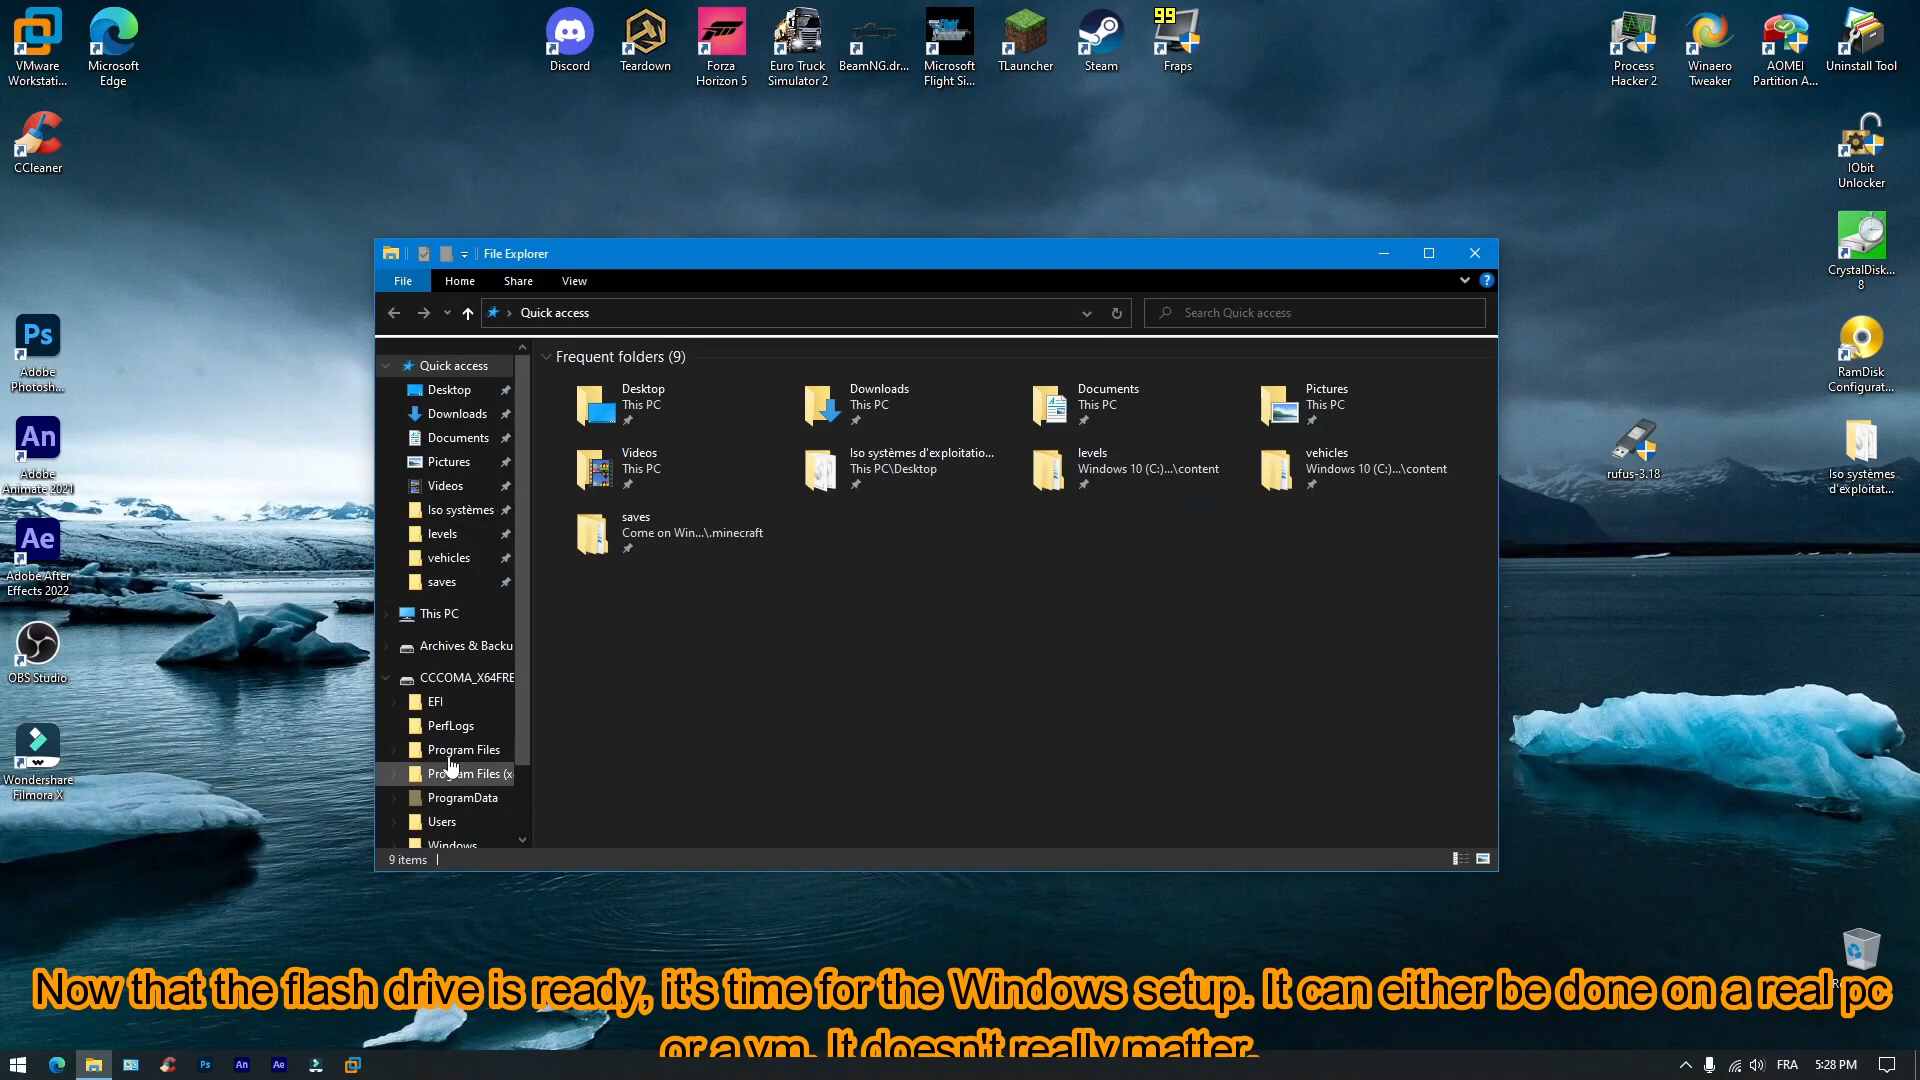 VMware
Workstati...
Microsoft
Edge
Discord
Teardown
Forza
Horizon 5
Euro Truck
Simulator 2
BeamNG.dr...
Microsoft
Flight Si...
TLauncher
Steam
99
Fraps
Process
Hacker 2
Winaero
Tweaker
AOMEI
Partition A...
Uninstall Tool
CCleaner
IObit
Unlocker
CrystalDisk...
8
Ps
Adobe
Photosh...
RamDisk
Configurat...
An
Adobe
Animate 2021
rufus-3.18
Iso systèmes
d'exploitat...
Ae
Adobe After
Effects 2022
OBS Studio
Wondershare
Filmora X
File Explorer
File Home Share View
Quick access
Search Quick access
Quick access
Desktop
Downloads
Documents
Pictures
Videos
Iso systèmes
levels
vehicles
saves
This PC
Archives & Backu
CCCOMA_X64FRE
EFI
PerfLogs
Program Files
Program Files (x
ProgramData
Users
Windows
Frequent folders (9)
Desktop
This PC
Downloads
This PC
Documents
This PC
Pictures
This PC
Videos
This PC
Iso systèmes d'exploitatio...
This PC\Desktop
levels
Windows 10 (C:)...\content
vehicles
Windows 10 (C:)...\content
saves
Come on Win...\.minecraft
9 items
Now that the flash drive is ready, it's time for the Windows setup. It can either be done on a real pc
or a vm. It doesn't really matter.
Ps An Ae
FRA 5:28 PM